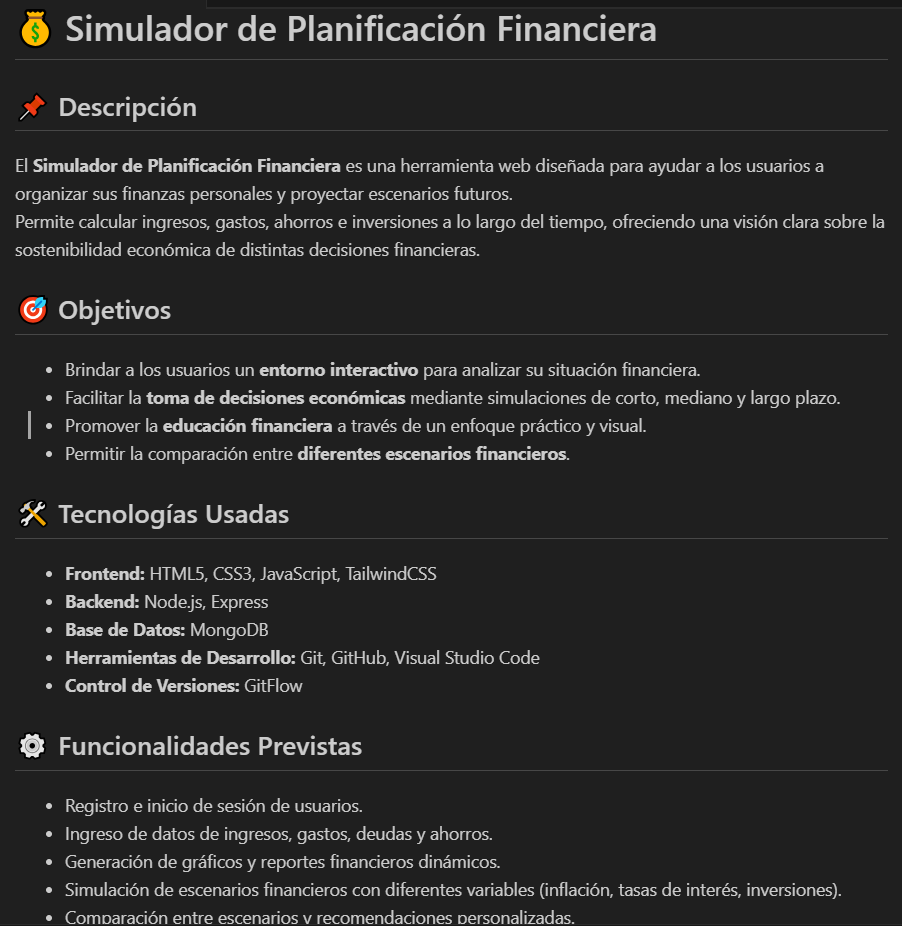 Simulador de Planificación Financiera
Descripción
El Simulador de Planificación Financiera es una herramienta web diseñada para ayudar a los usuarios a
organizar sus finanzas personales y proyectar escenarios futuros.
Permite calcular ingresos, gastos, ahorros e inversiones a lo largo del tiempo, ofreciendo una visión clara sobre la
sostenibilidad económica de distintas decisiones financieras.
Objetivos
• Brindar a los usuarios un entorno interactivo para analizar su situación financiera.
• Facilitar la toma de decisiones económicas mediante simulaciones de corto, mediano y largo plazo.
• Promover la educación financiera a través de un enfoque práctico y visual.
• Permitir la comparación entre diferentes escenarios financieros.
Tecnologías Usadas
• Frontend: HTML5, CSS3, JavaScript, TailwindCSS
• Backend: Node.js, Express
• Base de Datos: MongoDB
• Herramientas de Desarrollo: Git, GitHub, Visual Studio Code
• Control de Versiones: GitFlow
Funcionalidades Previstas
• Registro e inicio de sesión de usuarios.
• Ingreso de datos de ingresos, gastos, deudas y ahorros.
• Generación de gráficos y reportes financieros dinámicos.
• Simulación de escenarios financieros con diferentes variables (inflación, tasas de interés, inversiones).
• Comparación entre escenarios y recomendaciones personalizadas.